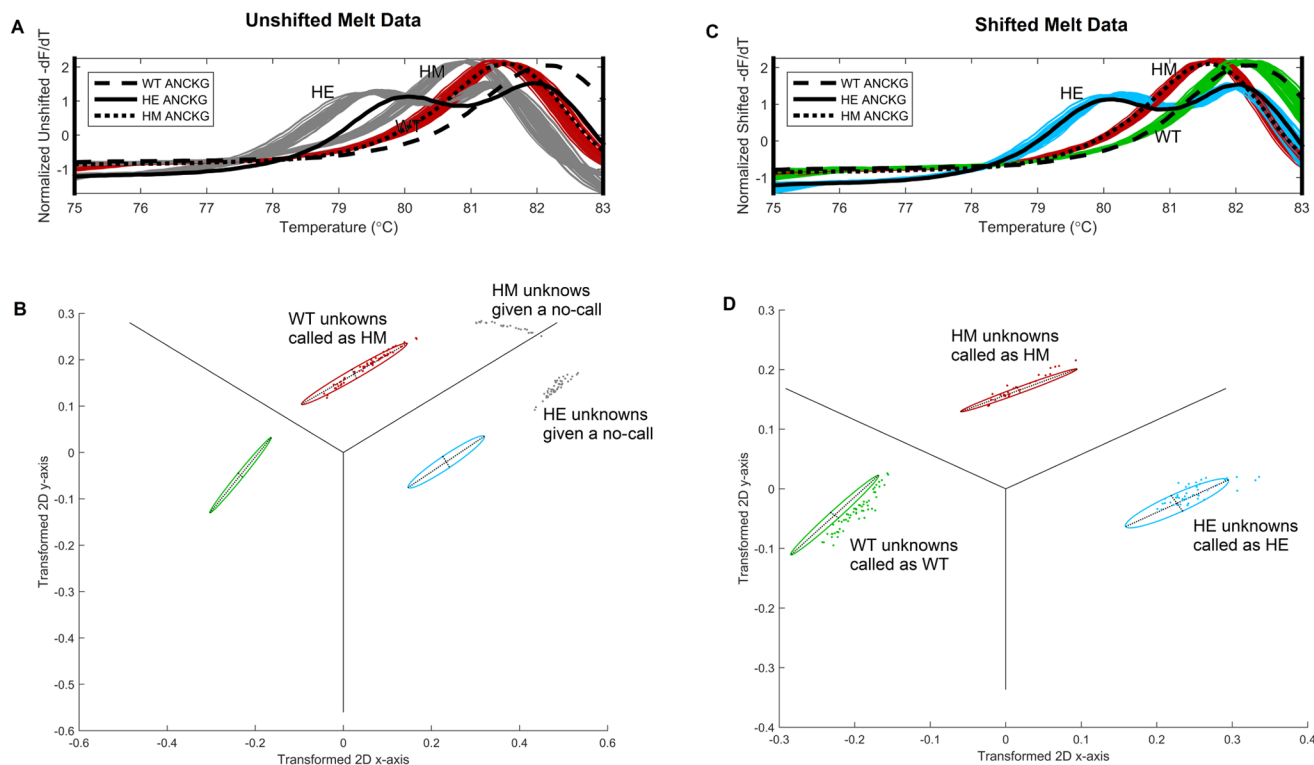 Unshifted Melt Data
A
Normalized Unshifted -dF/dT
2
1
0
-1
WT ANCKG
HE ANCKG
HM ANCKG
HE
HM
WT
75
76
77
78
79
80
81
82
83
Temperature (°C)
Shifted Melt Data
C
Normalized Shifted -dF/dT
2
1
0
-1
WT ANCKG
HE ANCKG
HM ANCKG
HE
HM
WT
75
76
77
78
79
80
81
82
83
Temperature (°C)
B
Transformed 2D y-axis
0.3
0.2
0.1
0
-0.1
-0.2
-0.3
-0.4
-0.5
-0.6
WT unkowns
called as HM
HM unknows
given a no-call
HE unknowns
given a no-call
-0.6
-0.4
-0.2
0
0.2
0.4
0.6
Transformed 2D x-axis
D
Transformed 2D y-axis
0.3
0.2
0.1
0
-0.1
-0.2
-0.3
-0.4
HM unknowns
called as HM
WT unknowns
called as WT
HE unknowns
called as HE
-0.3
-0.2
-0.1
0
0.1
0.2
0.3
0.4
Transformed 2D x-axis